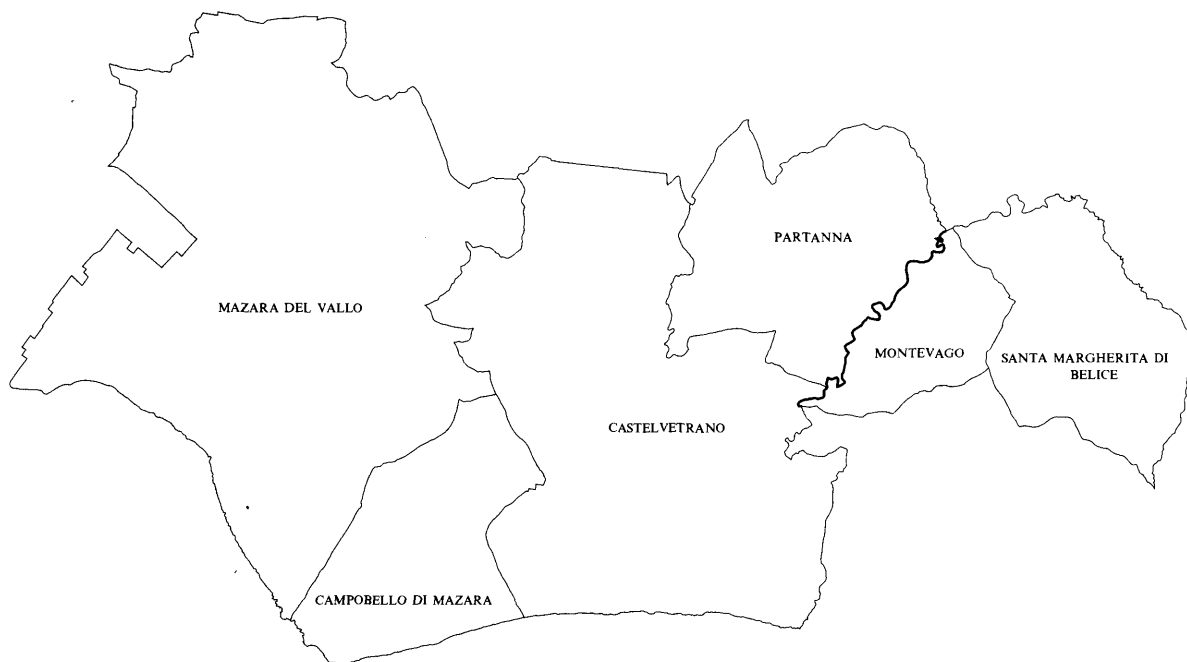 PARTANNA
MAZARA DEL VALLO
MONTEVAGO
SANTA MARGHERITA DI
BELICE
CASTELVETRANO
CAMPOBELLO DI MAZARA